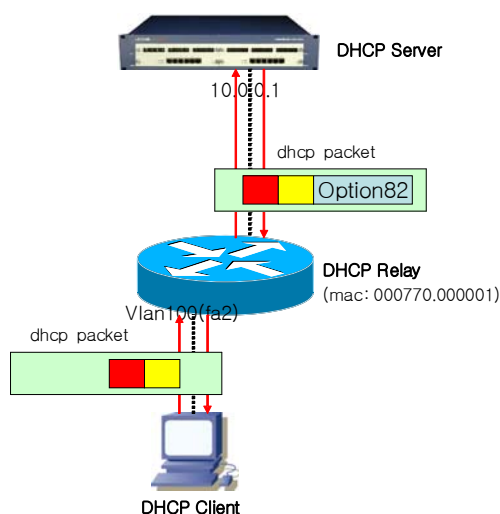 DHCP Server
10.0.0.1
dhcp packet
Option82
DHCP Relay
(mac: 000770.000001)
Vlan100(fa2)
dhcp packet
DHCP Client